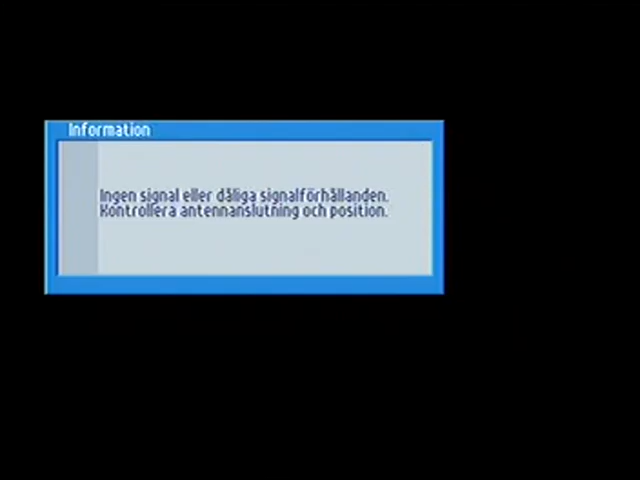 Information
Ingen signal eller dåliga signalförhållanden.
Kontrollera antennanslutning och position.